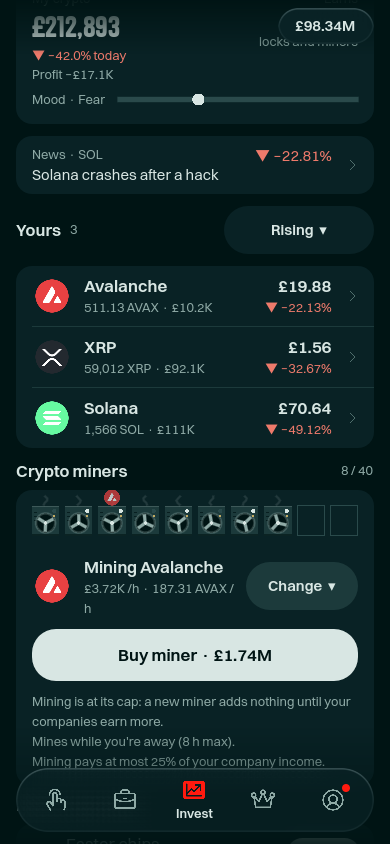 £212,893
£98.34M
▼ −42.0% today
locks and miners
Profit −£17.1K
Mood · Fear
News · SOL
▼ −22.81%
Solana crashes after a hack
Yours 3
Rising ▾
Avalanche
£19.88
511.13 AVAX · £10.2K
▼ −22.13%
XRP
£1.56
59,012 XRP · £92.1K
▼ −32.67%
Solana
£70.64
1,566 SOL · £111K
▼ −49.12%
Crypto miners
8 / 40
Mining Avalanche
£3.72K /h · 187.31 AVAX /
h
Change ▾
Buy miner · £1.74M
Mining is at its cap: a new miner adds nothing until your
companies earn more.
Mines while you're away (8 h max).
Mining pays at most 25% of your company income.
Invest